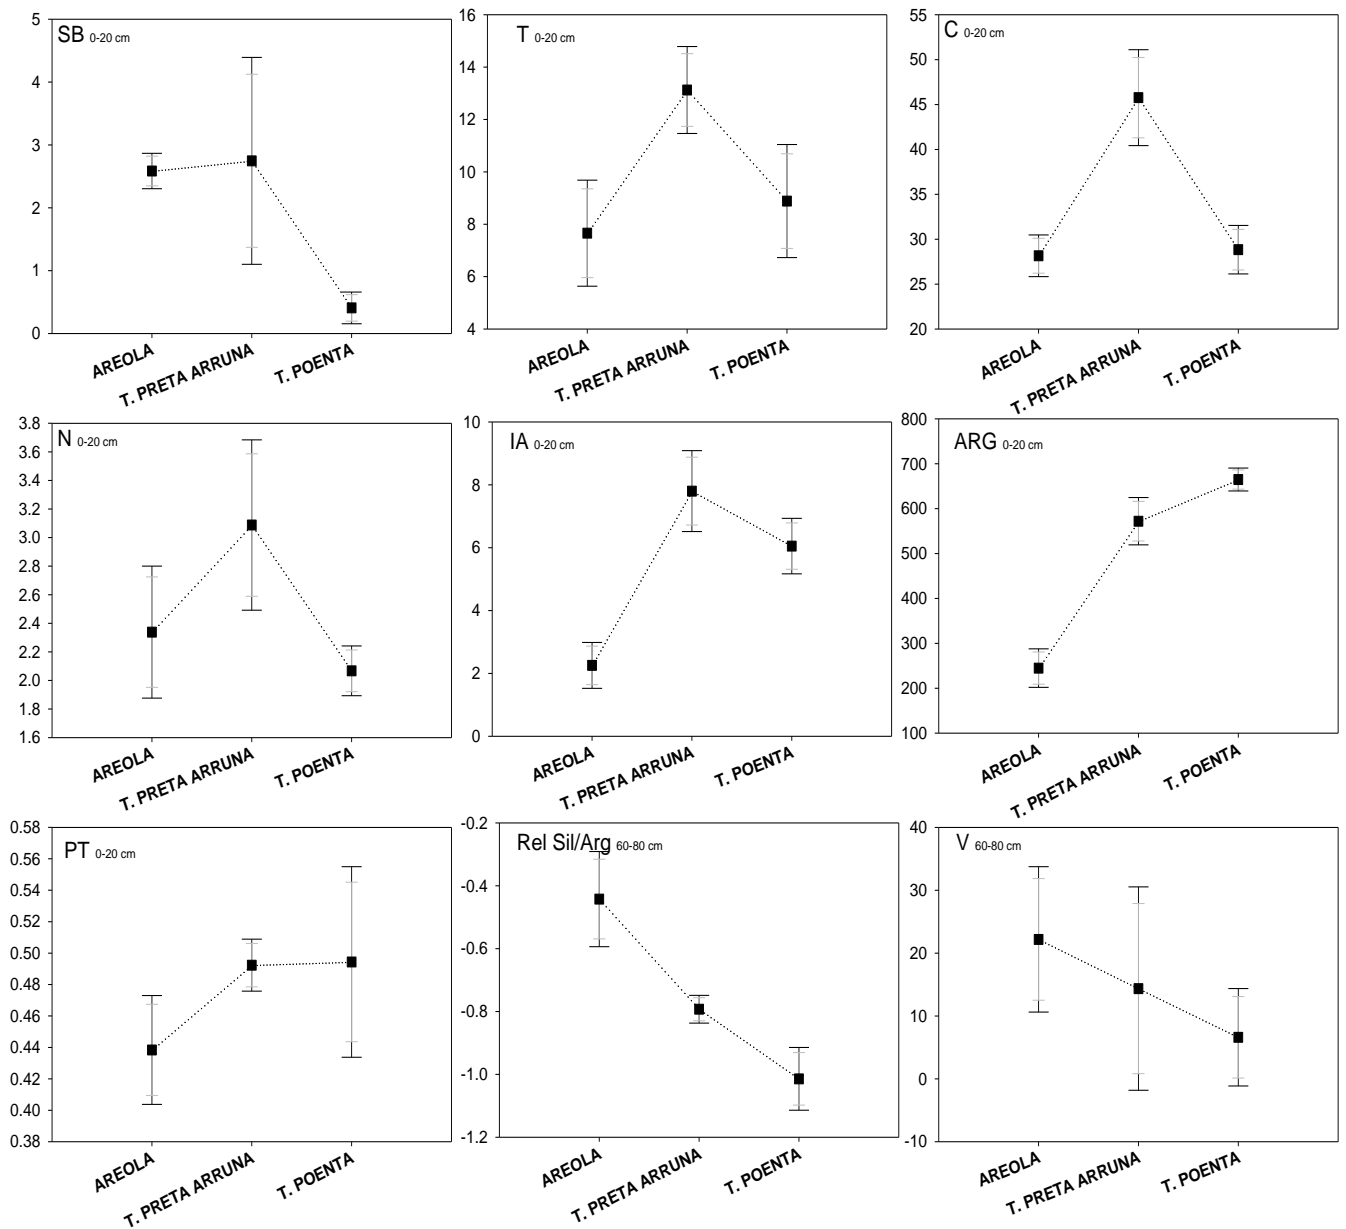 SB 0-20 cm
5
4
3
2
1
0
AREOLA
T. PRETA ARRUNA
T. POENTA
T 0-20 cm
16
14
12
10
8
6
4
AREOLA
T. PRETA ARRUNA
T. POENTA
C 0-20 cm
55
50
45
40
35
30
25
20
AREOLA
T. PRETA ARRUNA
T. POENTA
N 0-20 cm
3.8
3.6
3.4
3.2
3.0
2.8
2.6
2.4
2.2
2.0
1.8
1.6
AREOLA
T. PRETA ARRUNA
T. POENTA
IA 0-20 cm
10
8
6
4
2
0
AREOLA
T. PRETA ARRUNA
T. POENTA
ARG 0-20 cm
800
700
600
500
400
300
200
100
AREOLA
T. PRETA ARRUNA
T. POENTA
PT 0-20 cm
0.58
0.56
0.54
0.52
0.50
0.48
0.46
0.44
0.42
0.40
0.38
AREOLA
T. PRETA ARRUNA
T. POENTA
Rel Sil/Arg 60-80 cm
-0.2
-0.4
-0.6
-0.8
-1.0
-1.2
AREOLA
T. PRETA ARRUNA
T. POENTA
V 60-80 cm
40
30
20
10
0
-10
AREOLA
T. PRETA ARRUNA
T. POENTA